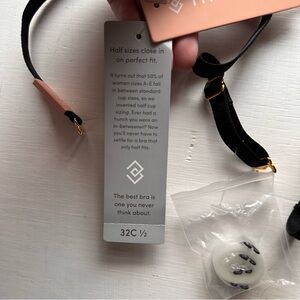 Half sizes close in
on perfect fit.
It turns out that 50% of
women sizes A-E fall
in between standard
cup sizes, so we
invented half cup
sizing. Ever had a
hunch you were an
in-betweener? Now
you'll never have to
settle for a bra that
only half fits.
The best bra is
one you never
think about.
32C ½